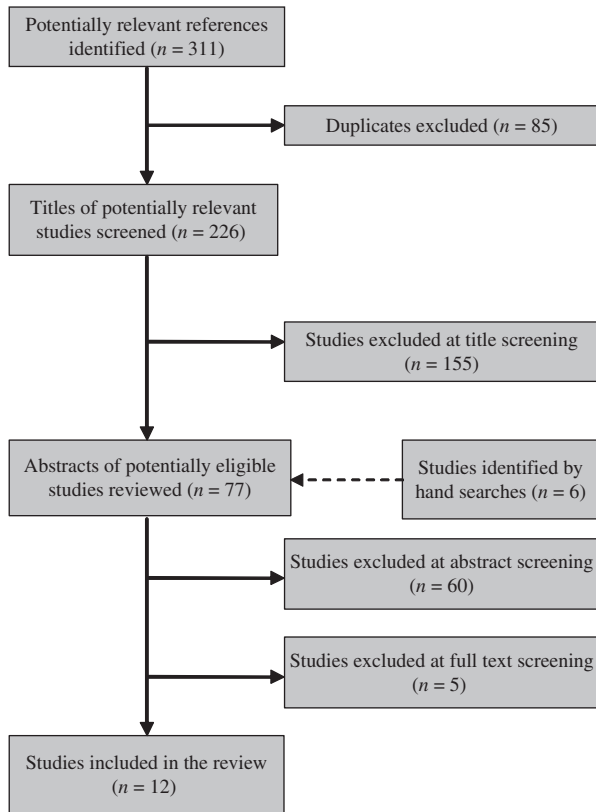 Potentially relevant references
identified (n = 311)
Duplicates excluded (n = 85)
Titles of potentially relevant
studies screened (n = 226)
Studies excluded at title screening
(n = 155)
Abstracts of potentially eligible
studies reviewed (n = 77)
Studies identified by
hand searches (n = 6)
Studies excluded at abstract screening
(n = 60)
Studies excluded at full text screening
(n = 5)
Studies included in the review
(n = 12)